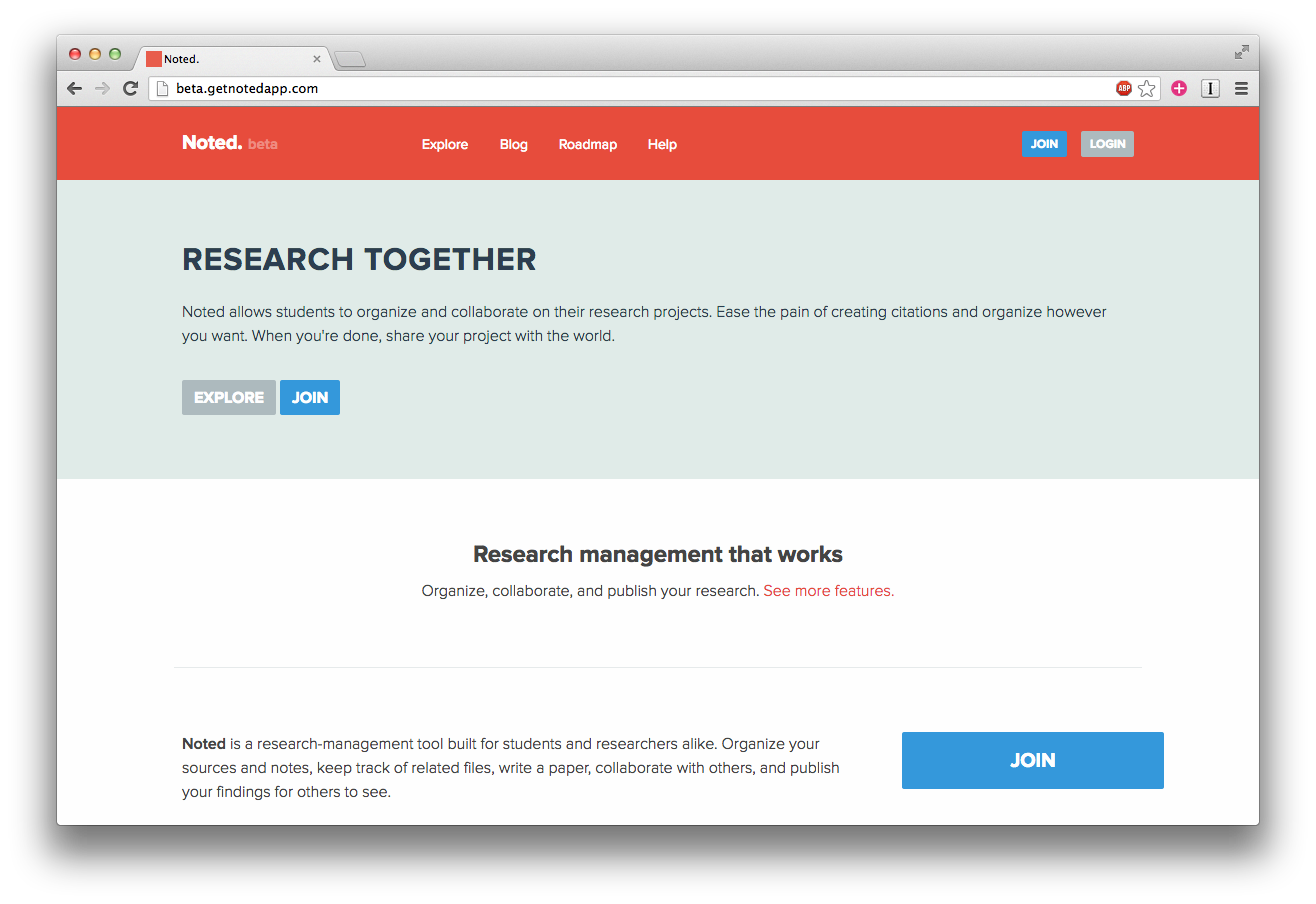 Noted.
beta.getnotedapp.com
ABP
I
Noted. beta
Explore
Blog
Roadmap
Help
JOIN
LOGIN
RESEARCH TOGETHER
Noted allows students to organize and collaborate on their research projects. Ease the pain of creating citations and organize however
you want. When you're done, share your project with the world.
EXPLORE
JOIN
Research management that works
Organize, collaborate, and publish your research. See more features.
Noted is a research-management tool built for students and researchers alike. Organize your
sources and notes, keep track of related files, write a paper, collaborate with others, and publish
your findings for others to see.
JOIN